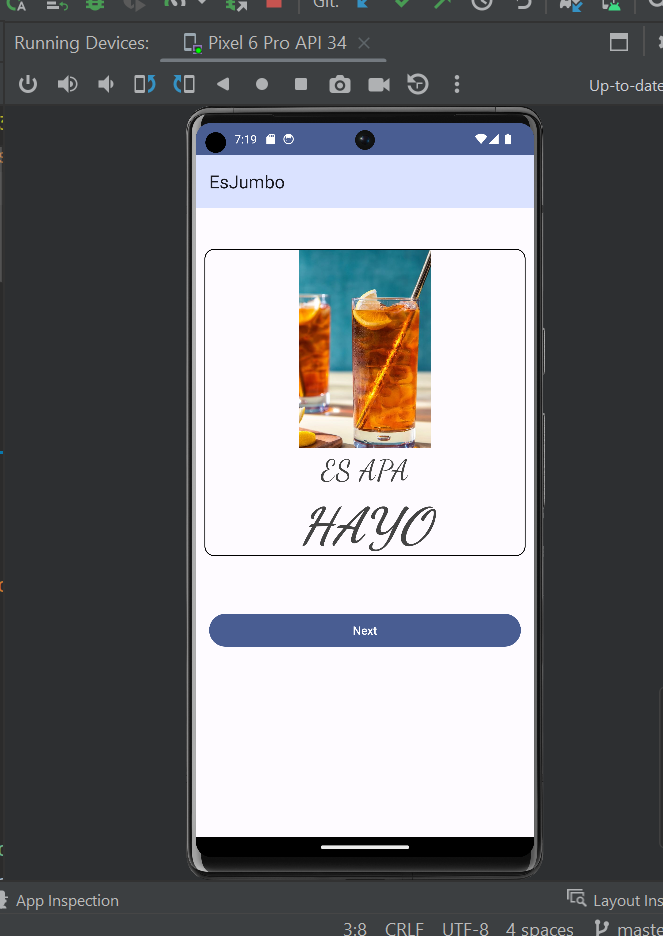 Git:
Running Devices:
Pixel 6 Pro API 34
Up-to-date
7:19
EsJumbo
ES APA
HAYO
Next
App Inspection
Layout Ins
3:8 CRLF UTF-8 4 spaces maste